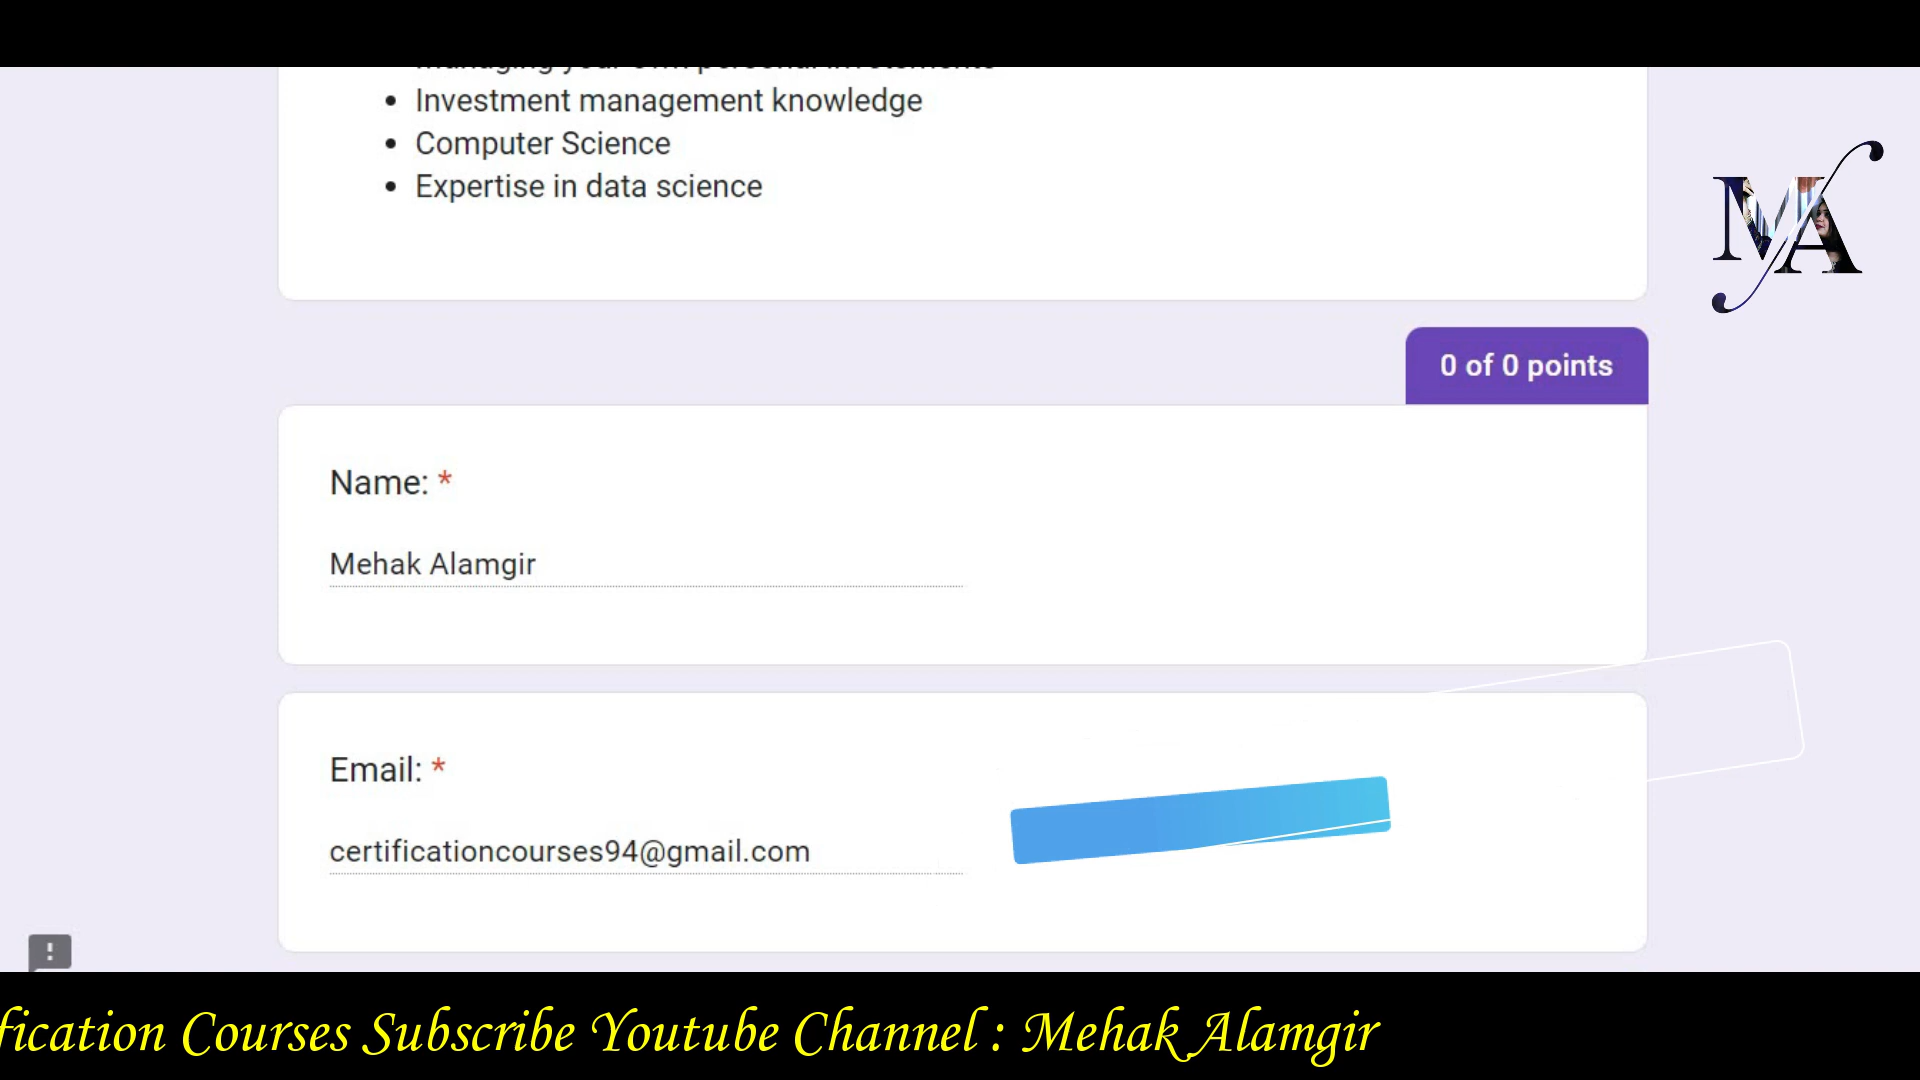 Investment management knowledge
Computer Science
Expertise in data science
MA
0 of 0 points
Name: *
Mehak Alamgir
Email: *
certificationcourses94@gmail.com
fication Courses Subscribe Youtube Channel : Mehak Alamgir